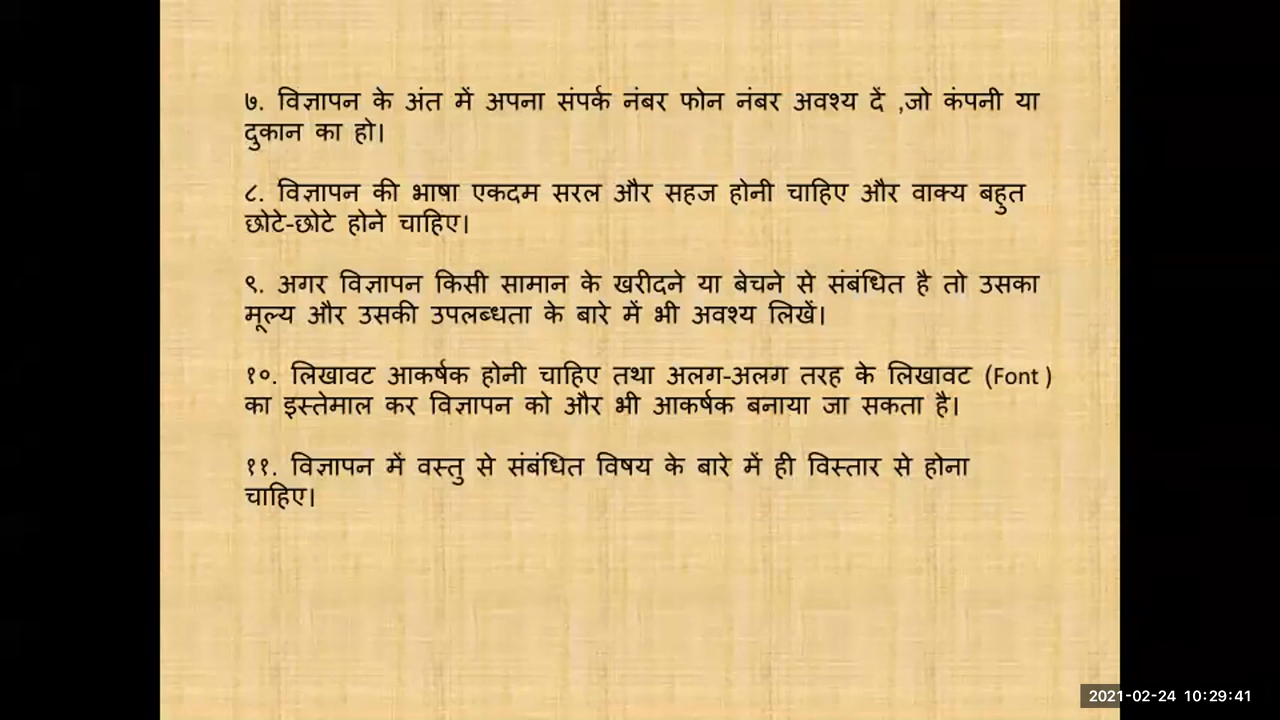 ७. विज्ञापन के अंत में अपना संपर्क नंबर फोन नंबर अवश्य दें ,जो कंपनी या
दुकान का हो।
८. विज्ञापन की भाषा एकदम सरल और सहज होनी चाहिए और वाक्य बहुत
छोटे-छोटे होने चाहिए।
९. अगर विज्ञापन किसी सामान के खरीदने या बेचने से संबंधित है तो उसका
मूल्य और उसकी उपलब्धता के बारे में भी अवश्य लिखें।
१०. लिखावट आकर्षक होनी चाहिए तथा अलग-अलग तरह के लिखावट (Font )
का इस्तेमाल कर विज्ञापन को और भी आकर्षक बनाया जा सकता है।
११. विज्ञापन में वस्तु से संबंधित विषय के बारे में ही विस्तार से होना
चाहिए।
2021-02-24 10:29:41